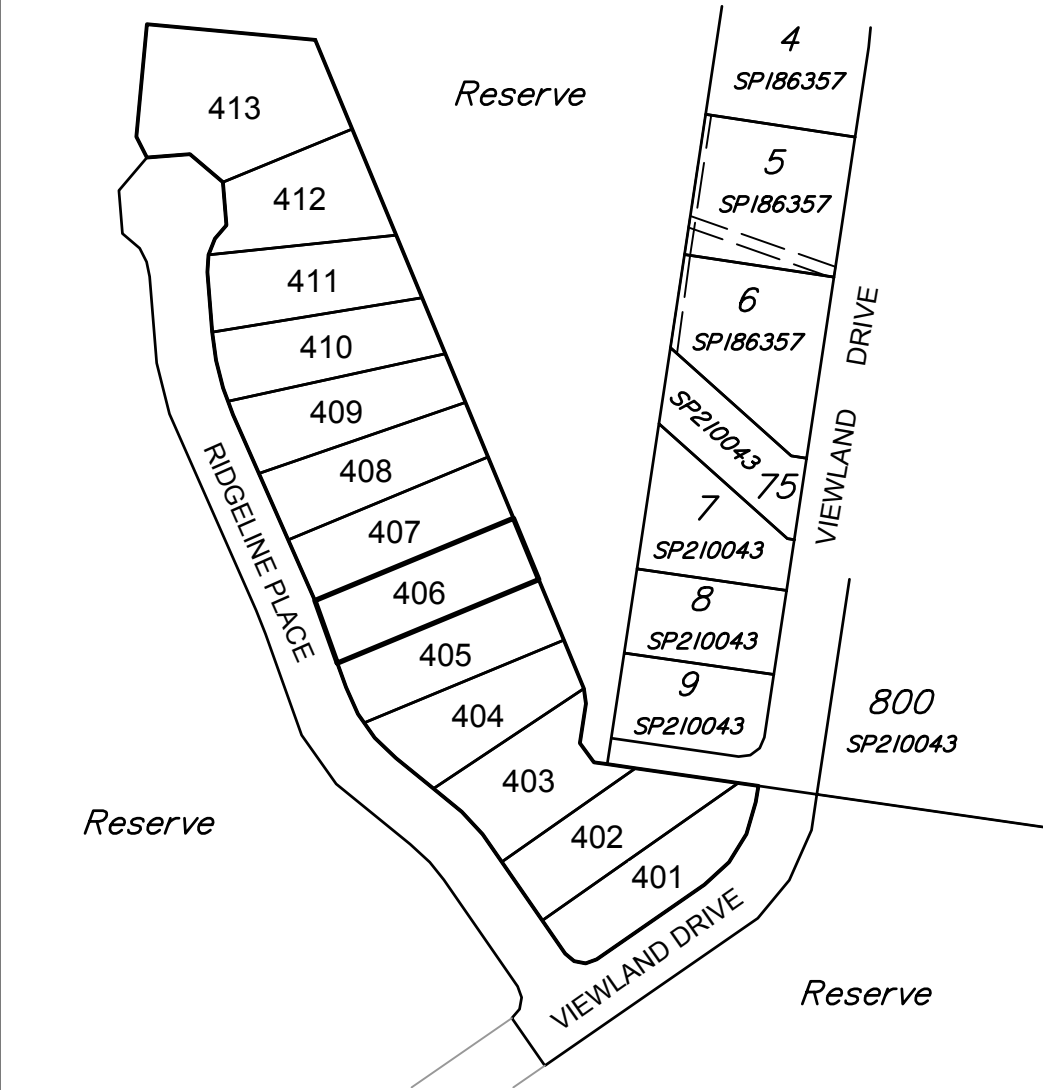 4
SP186357
Reserve
413
5
SP186357
412
411
6
SP186357
DRIVE
410
409
SP210043
75
VIEWLAND
408
7
SP210043
407
RIDGELINE PLACE
406
8
SP210043
405
9
SP210043
404
800
SP210043
403
Reserve
402
401
VIEWLAND DRIVE
Reserve